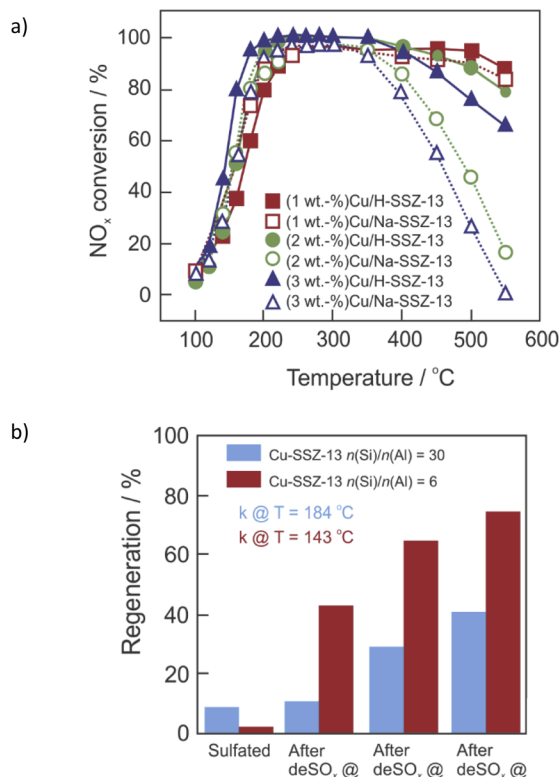 a)
NOx conversion / %
100
80
60
40
20
0
(1 wt.-%)Cu/H-SSZ-13
(1 wt.-%)Cu/Na-SSZ-13
(2 wt.-%)Cu/H-SSZ-13
(2 wt.-%)Cu/Na-SSZ-13
(3 wt.-%)Cu/H-SSZ-13
(3 wt.-%)Cu/Na-SSZ-13
100 200 300 400 500 600
Temperature / °C
b)
Regeneration / %
80
60
40
20
0
Cu-SSZ-13 n(Si)/n(Al) = 30
Cu-SSZ-13 n(Si)/n(Al) = 6
k @ T = 184 °C
k @ T = 143 °C
Sulfated After After After
deSOx @ deSOx @ deSOx @